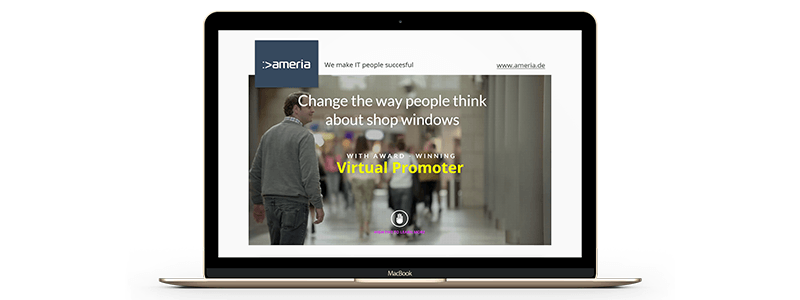 :>ameria
We make IT people succesful
www.ameria.de
Change the way people think
about shop windows
WITH AWARD - WINNING
Virtual Promoter
MacBook